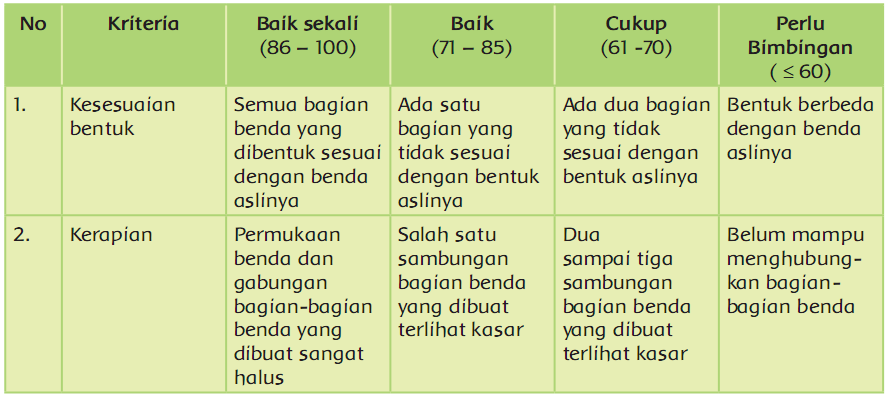 No
Kriteria
Baik sekali
(86 – 100)
Baik
(71 – 85)
Cukup
(61 -70)
Perlu
Bimbingan
( ≤ 60)
1.
Kesesuaian
bentuk
Semua bagian
benda yang
dibentuk sesuai
dengan benda
aslinya
Ada satu
bagian yang
tidak sesuai
dengan bentuk
aslinya
Ada dua bagian
yang tidak
sesuai dengan
bentuk aslinya
Bentuk berbeda
dengan benda
aslinya
2.
Kerapian
Permukaan
benda dan
gabungan
bagian-bagian
benda yang
dibuat sangat
halus
Salah satu
sambungan
bagian benda
yang dibuat
terlihat kasar
Dua
sampai tiga
sambungan
bagian benda
yang dibuat
terlihat kasar
Belum mampu
menghubung-
kan bagian-
bagian benda